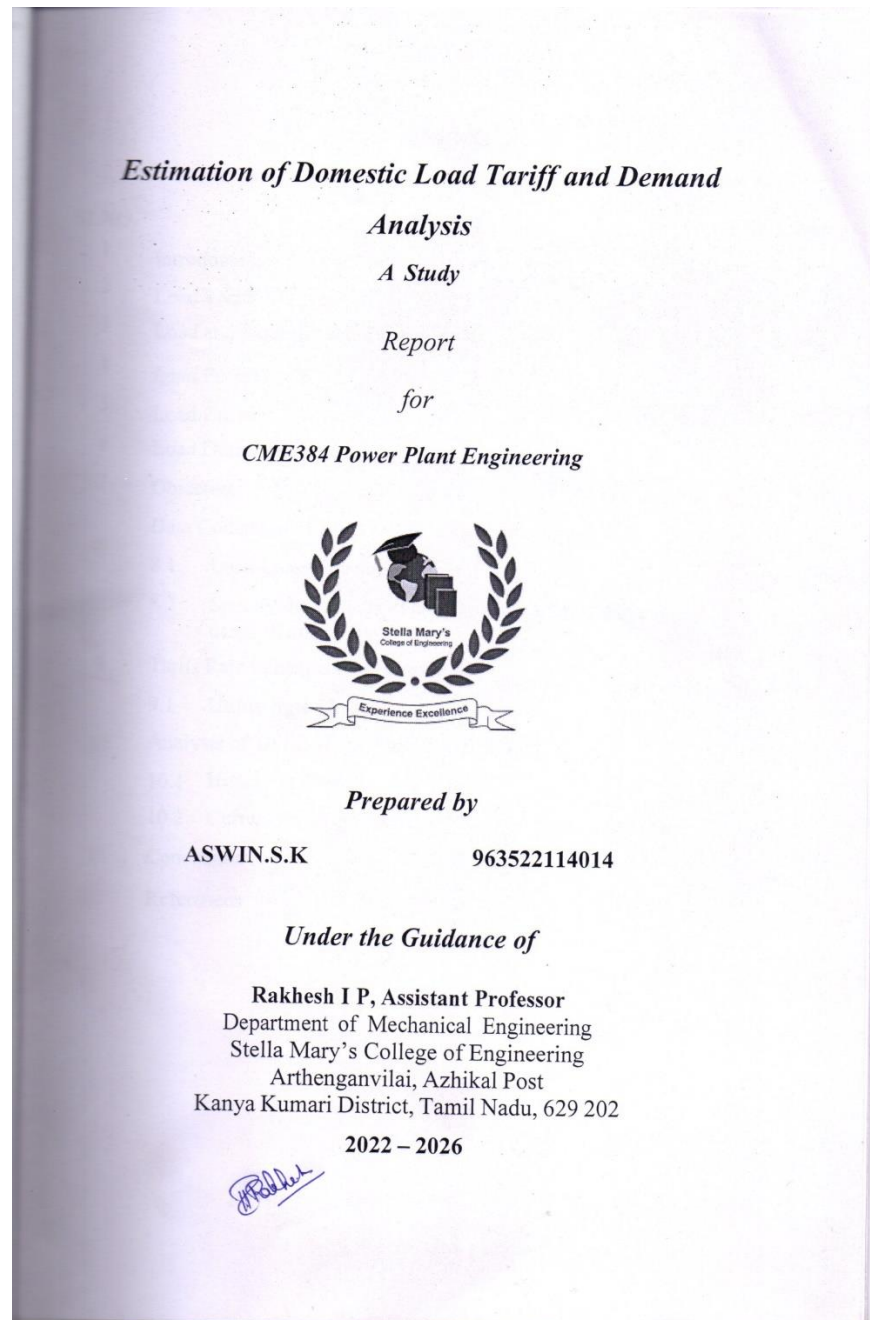 Estimation of Domestic Load Tariff and Demand
Analysis
A Study
Report
for
CME384 Power Plant Engineering
Stella Mary's
College of Engineering
Experience Excellence
Prepared by
ASWIN.S.K 963522114014
Under the Guidance of
Rakhesh I P, Assistant Professor
Department of Mechanical Engineering
Stella Mary's College of Engineering
Arthenganvilai, Azhikal Post
Kanya Kumari District, Tamil Nadu, 629 202
2022 – 2026